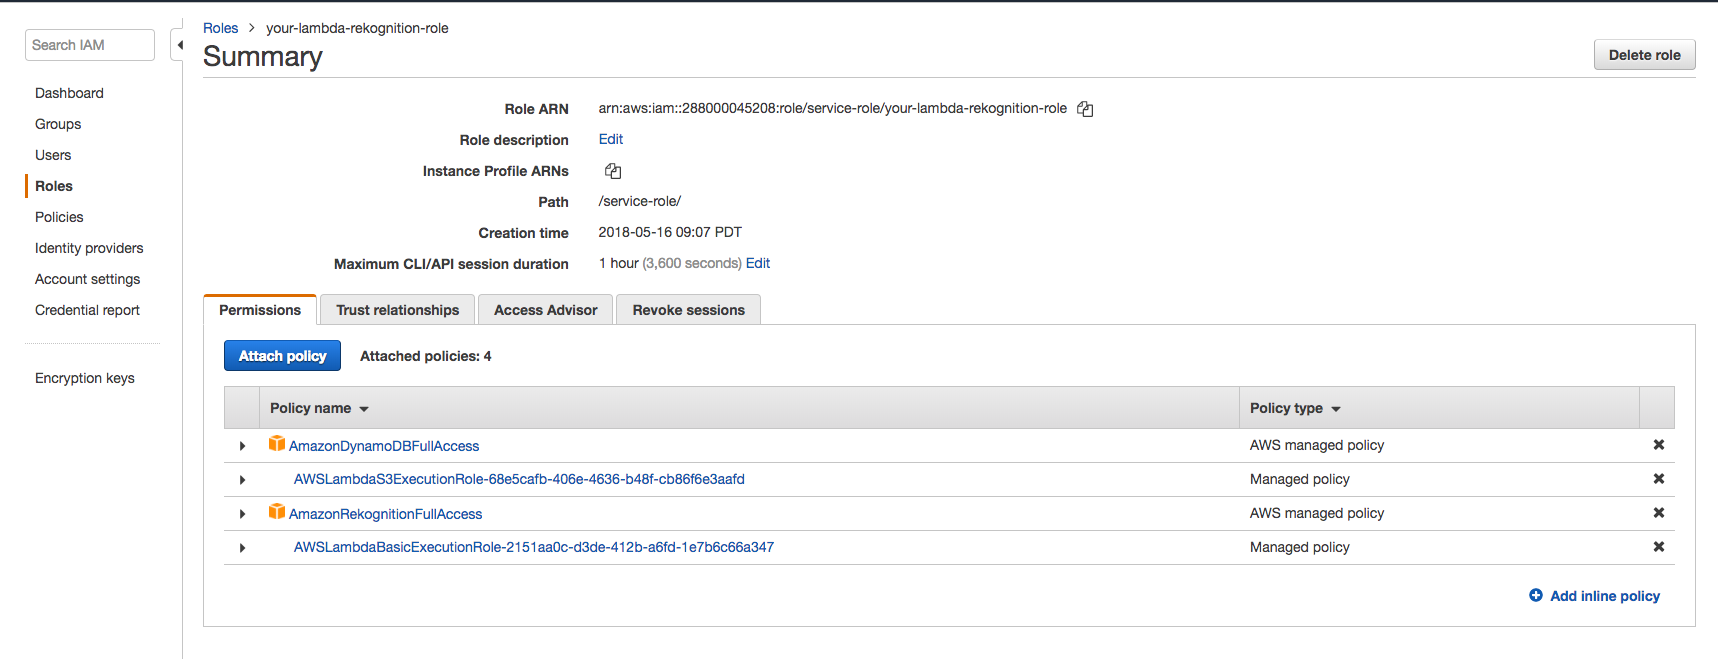 Search IAM
Dashboard
Groups
Users
Roles
Policies
Identity providers
Account settings
Credential report
Encryption keys
Roles > your-lambda-rekognition-role
Summary
Delete role
Role ARN arn:aws:iam::288000045208:role/service-role/your-lambda-rekognition-role
Role description Edit
Instance Profile ARNs
Path /service-role/
Creation time 2018-05-16 09:07 PDT
Maximum CLI/API session duration 1 hour (3,600 seconds) Edit
Permissions Trust relationships Access Advisor Revoke sessions
Attach policy Attached policies: 4
Policy name Policy type
AmazonDynamoDBFullAccess AWS managed policy
AWSLambdaS3ExecutionRole-68e5cafb-406e-4636-b48f-cb86f6e3aafd Managed policy
AmazonRekognitionFullAccess AWS managed policy
AWSLambdaBasicExecutionRole-2151aa0c-d3de-412b-a6fd-1e7b6c66a347 Managed policy
Add inline policy